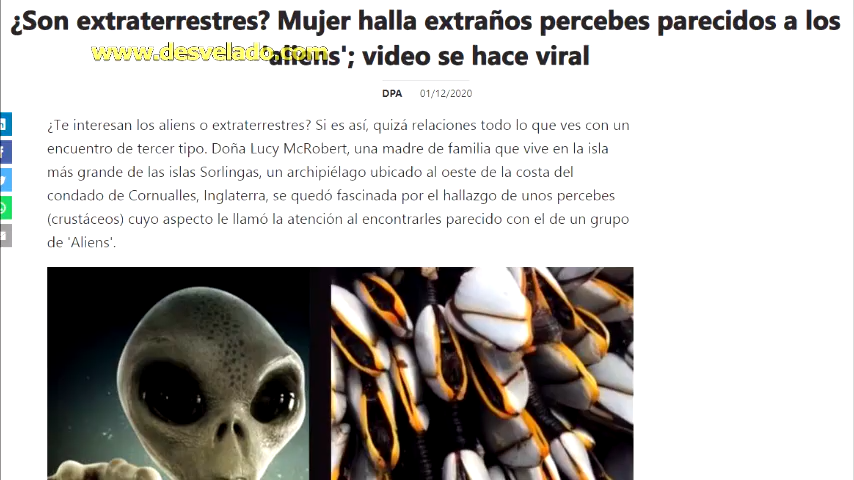 ¿Son extraterrestres? Mujer halla extraños percebes parecidos a los
'aliens'; video se hace viral
www.desvelado.com
DPA 01/12/2020
¿Te interesan los aliens o extraterrestres? Si es así, quizá relaciones todo lo que ves con un
encuentro de tercer tipo. Doña Lucy McRobert, una madre de familia que vive en la isla
más grande de las islas Sorlingas, un archipiélago ubicado al oeste de la costa del
condado de Cornualles, Inglaterra, se quedó fascinada por el hallazgo de unos percebes
(crustáceos) cuyo aspecto le llamó la atención al encontrarles parecido con el de un grupo
de 'Aliens'.